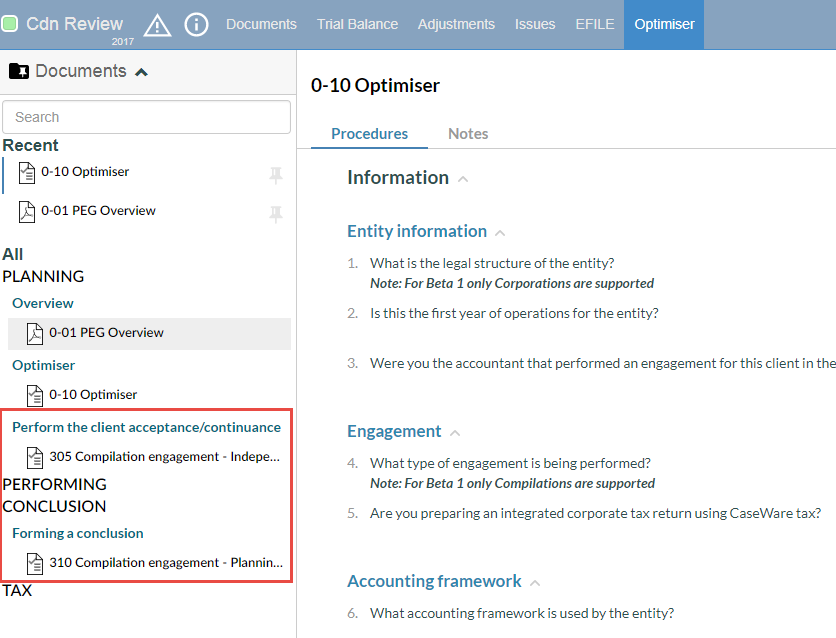 Cdn Review
2017
Documents Trial Balance Adjustments Issues EFILE Optimiser
Documents
Search
Recent
0-10 Optimiser
0-01 PEG Overview
All
PLANNING
Overview
0-01 PEG Overview
Optimiser
0-10 Optimiser
Perform the client acceptance/continuance
305 Compilation engagement - Indepe...
PERFORMING
CONCLUSION
Forming a conclusion
310 Compilation engagement - Plannin...
TAX
0-10 Optimiser
Procedures Notes
Information
Entity information
1. What is the legal structure of the entity?
Note: For Beta 1 only Corporations are supported
2. Is this the first year of operations for the entity?
3. Were you the accountant that performed an engagement for this client in the
Engagement
4. What type of engagement is being performed?
Note: For Beta 1 only Compilations are supported
5. Are you preparing an integrated corporate tax return using CaseWare tax?
Accounting framework
6. What accounting framework is used by the entity?